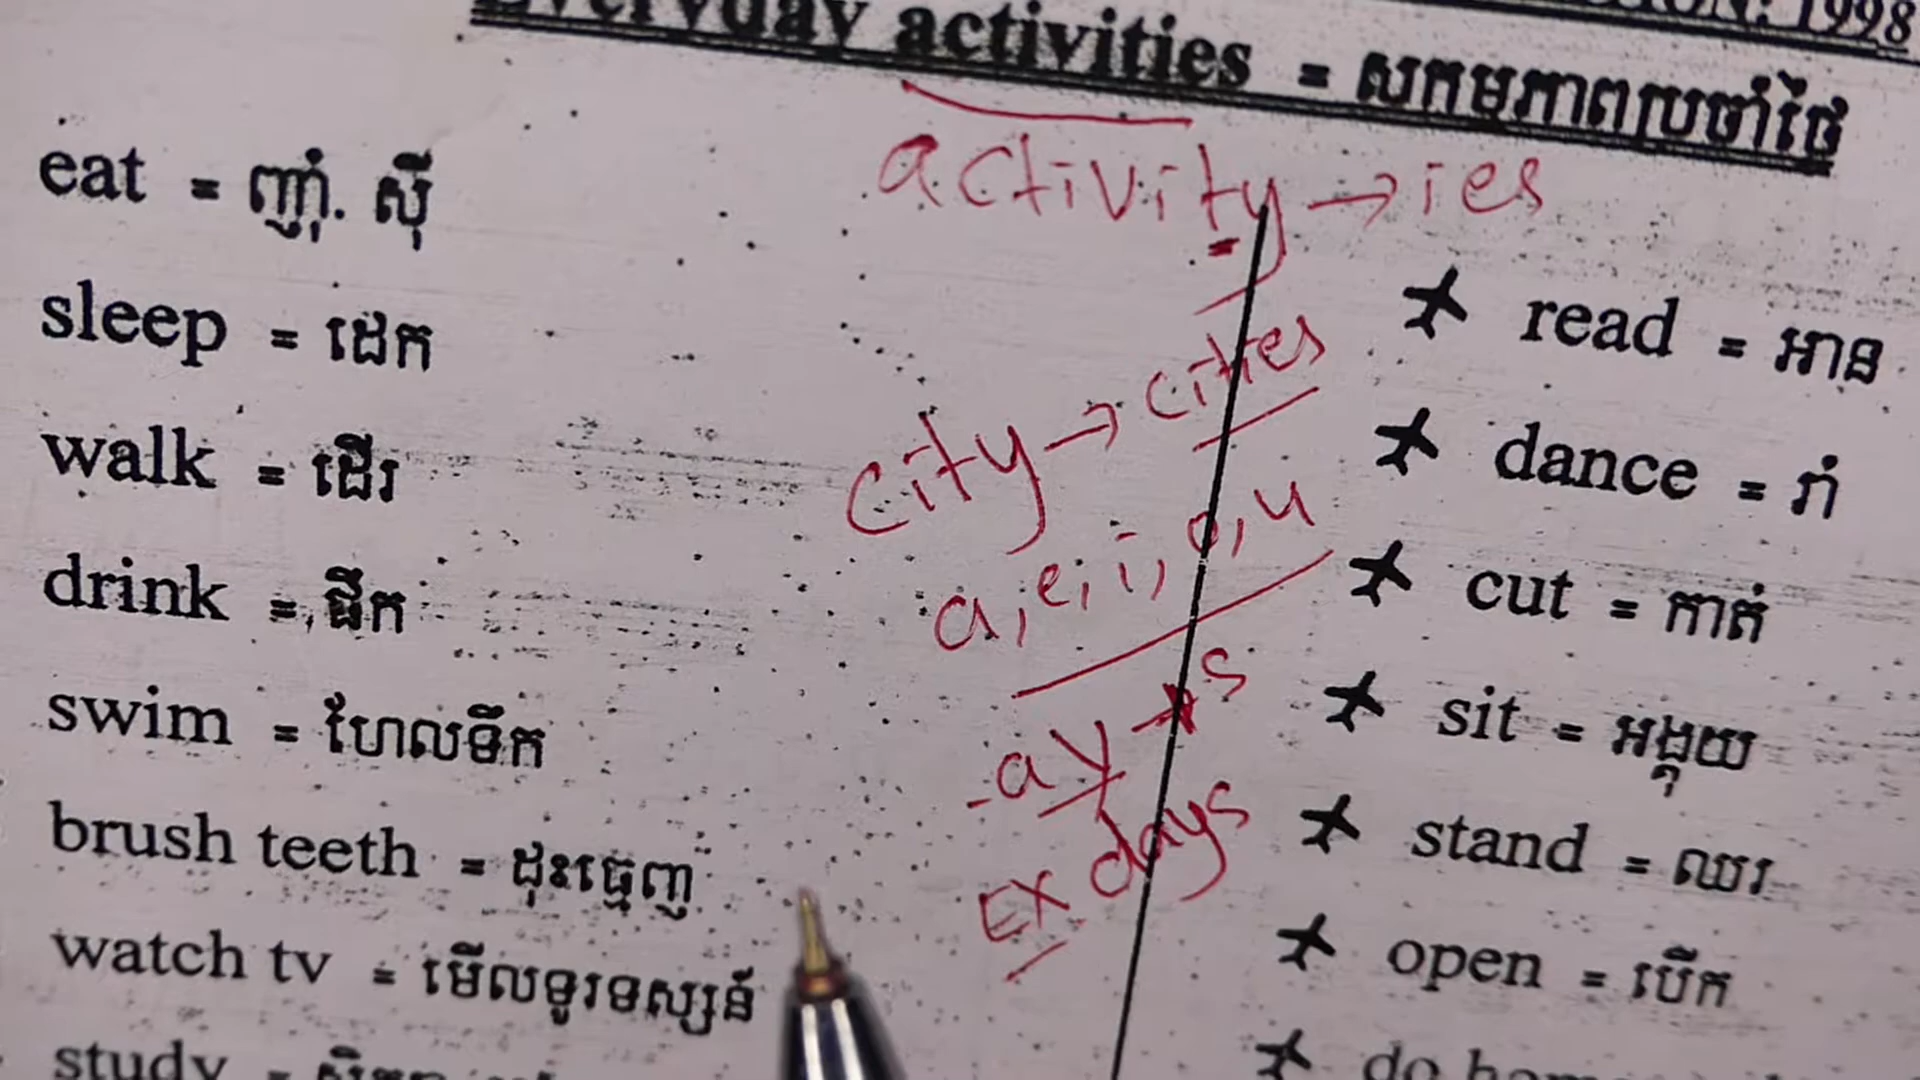 Everyday activities = សកម្មភាពប្រចាំថ្ងៃ
1998
activity → ies
eat = ញ៉ាំ. ស៊ី
sleep = ដេក
walk = ដើរ
drink = ផឹក
swim = ហែលទឹក
brush teeth = ដុះធ្មេញ
watch tv = មើលទូរទស្សន៍
study =
city → cities
a, e, i, o, u
-ay → s
Ex days
read = អាន
dance = រាំ
cut = កាត់
sit = អង្គុយ
stand = ឈរ
open = បើក
do